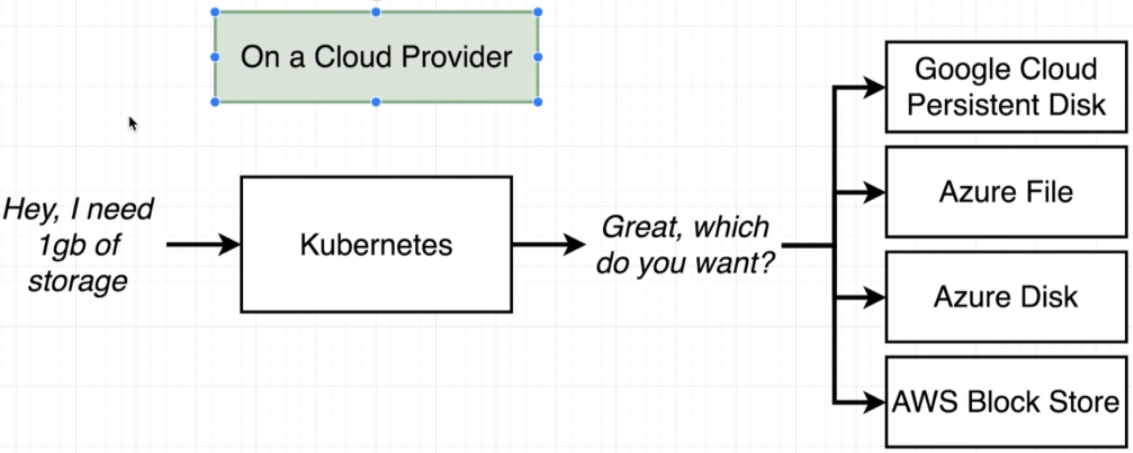 On a Cloud Provider
Hey, I need
1gb of
storage
Kubernetes
Great, which
do you want?
Google Cloud
Persistent Disk
Azure File
Azure Disk
AWS Block Store